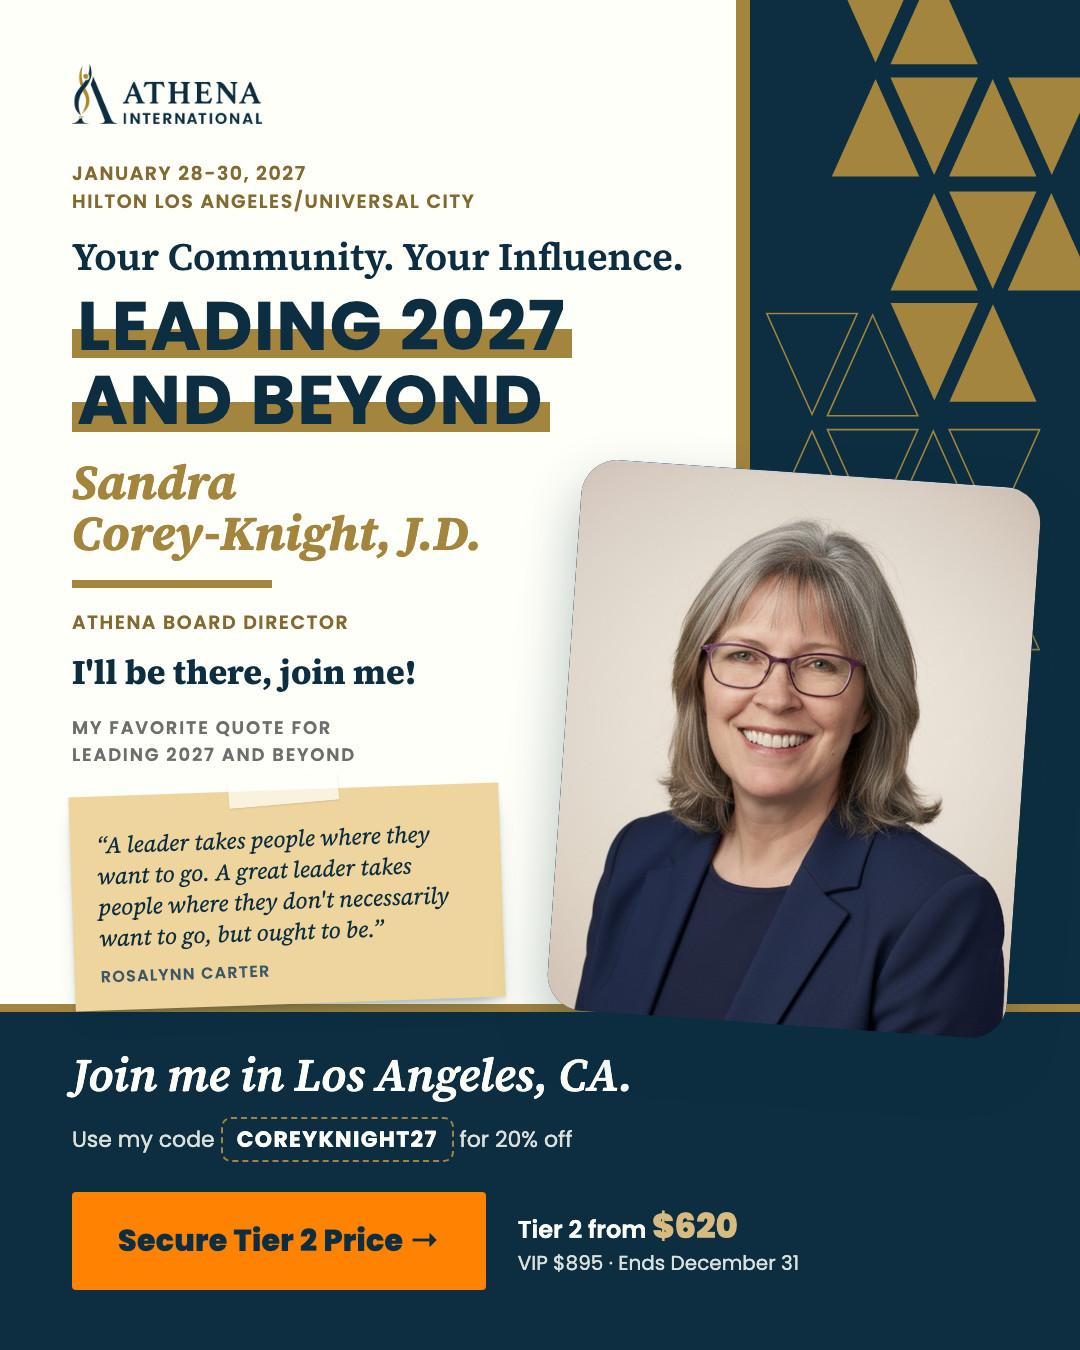 ATHENA
INTERNATIONAL
JANUARY 28-30, 2027
HILTON LOS ANGELES/UNIVERSAL CITY
Your Community. Your Influence.
LEADING 2027
AND BEYOND
Sandra
Corey-Knight, J.D.
ATHENA BOARD DIRECTOR
I'll be there, join me!
MY FAVORITE QUOTE FOR
LEADING 2027 AND BEYOND
“A leader takes people where they
want to go. A great leader takes
people where they don't necessarily
want to go, but ought to be.”
ROSALYNN CARTER
Join me in Los Angeles, CA.
Use my code COREYKNIGHT27 for 20% off
Secure Tier 2 Price →
Tier 2 from $620
VIP $895 · Ends December 31